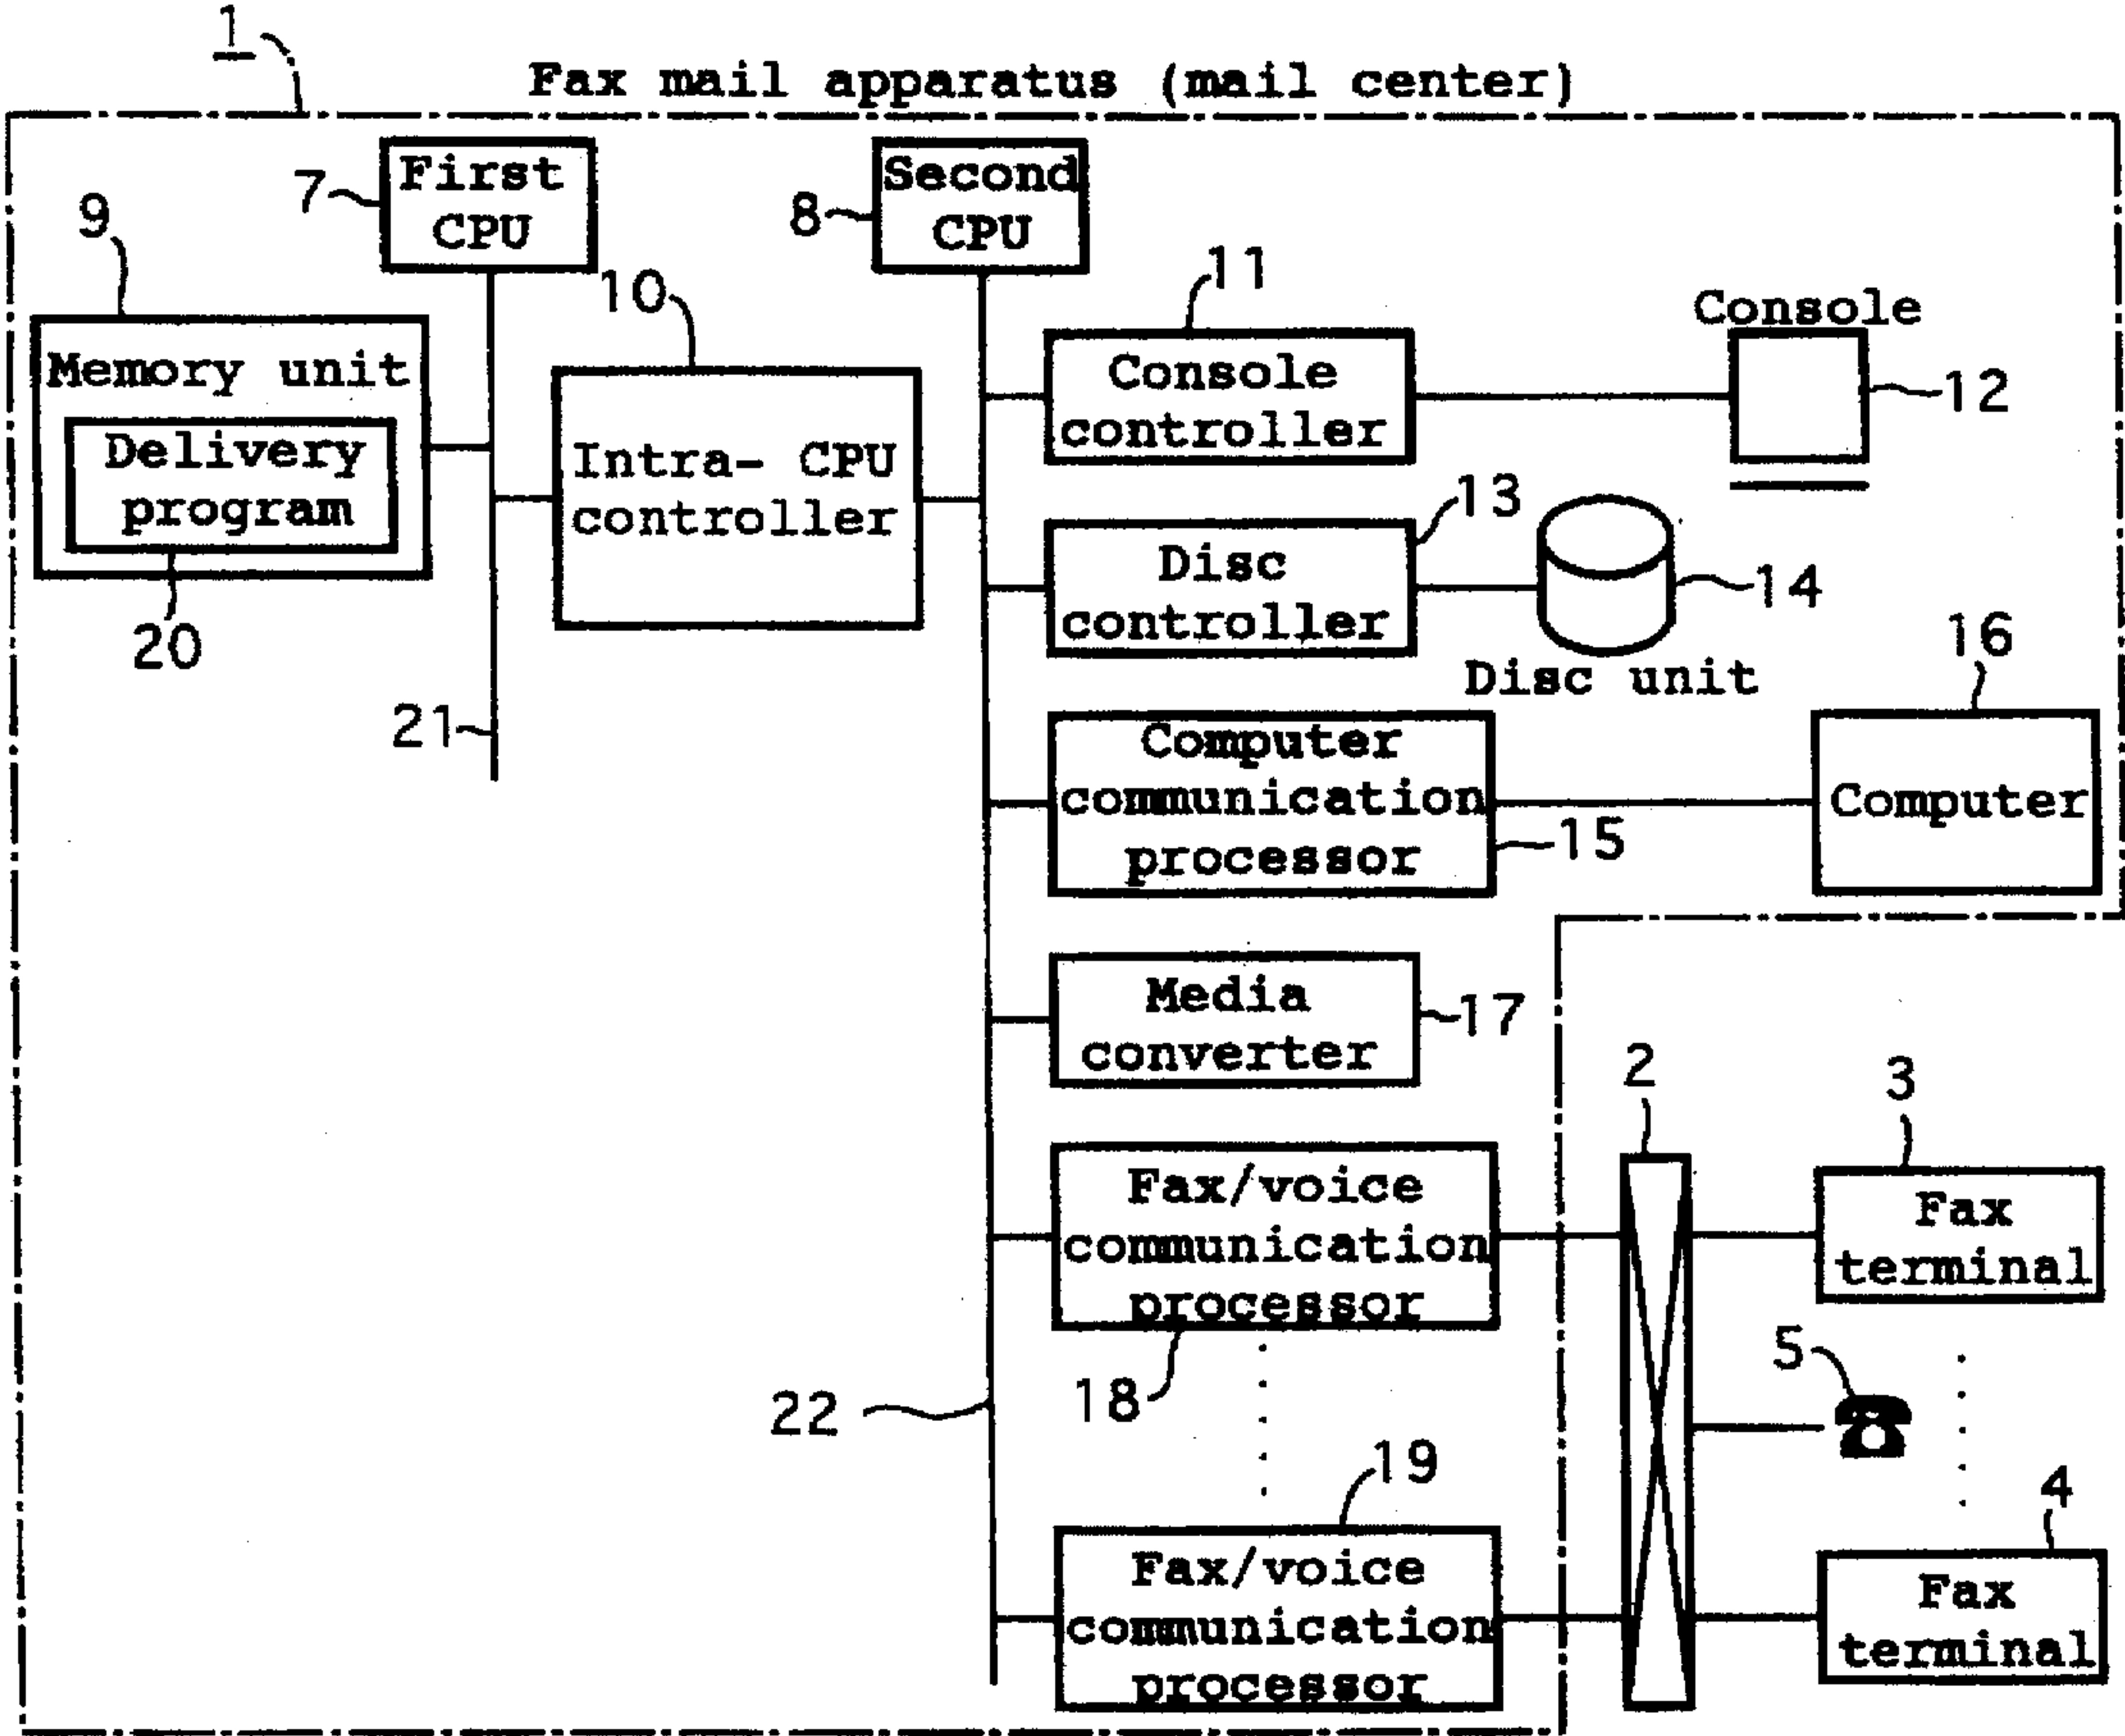 1
Fax mail apparatus (mail center)
7
First
CPU
8
Second
CPU
9
Memory unit
Delivery
program
20
21
10
Intra- CPU
controller
11
Console
controller
Console
12
13
Disc
controller
14
Disc unit
Computer
communication
processor
15
16
Computer
Media
converter
17
Fax/voice
communication
processor
18
22
19
Fax/voice
communication
processor
2
3
Fax
terminal
5
4
Fax
terminal